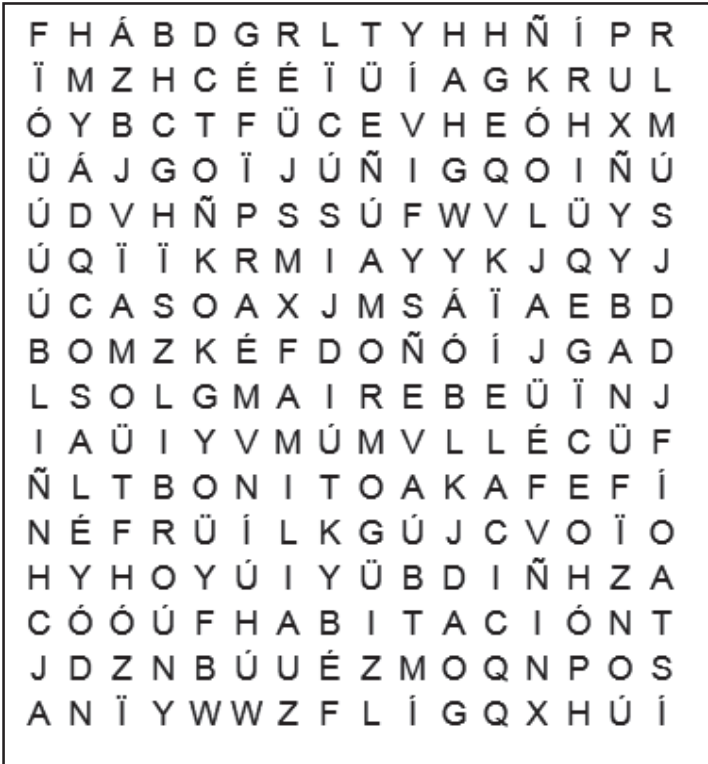 F H Á B D G R L T Y H H Ñ Í P R
Ï M Z H C É É Ï Ü Í A G K R U L
Ó Y B C T F Ü C E V H E Ó H X M
Ü Á J G O Ï J Ú Ñ I G Q O I Ñ Ú
Ú D V H Ñ P S S Ú F W V L Ü Y S
Ú Q Ï Ï K R M I A Y Y K J Q Y J
Ú C A S O A X J M S Á Ï A E B D
B O M Z K É F D O Ñ Ó Í J G A D
L S O L G M A I R E B E Ü Ï N J
I A Ü I Y V M Ú M V L L É C Ü F
Ñ L T B O N I T O A K A F E F Í
N É F R Ü Í L K G Ú J C V O Ï O
H Y H O Y Ú I Y Ü B D I Ñ H Z A
C Ó Ó Ú F H A B I T A C I Ó N T
J D Z N B Ú U É Z M O Q N P O S
A N Ï Y W W Z F L Í G Q X H Ú Í